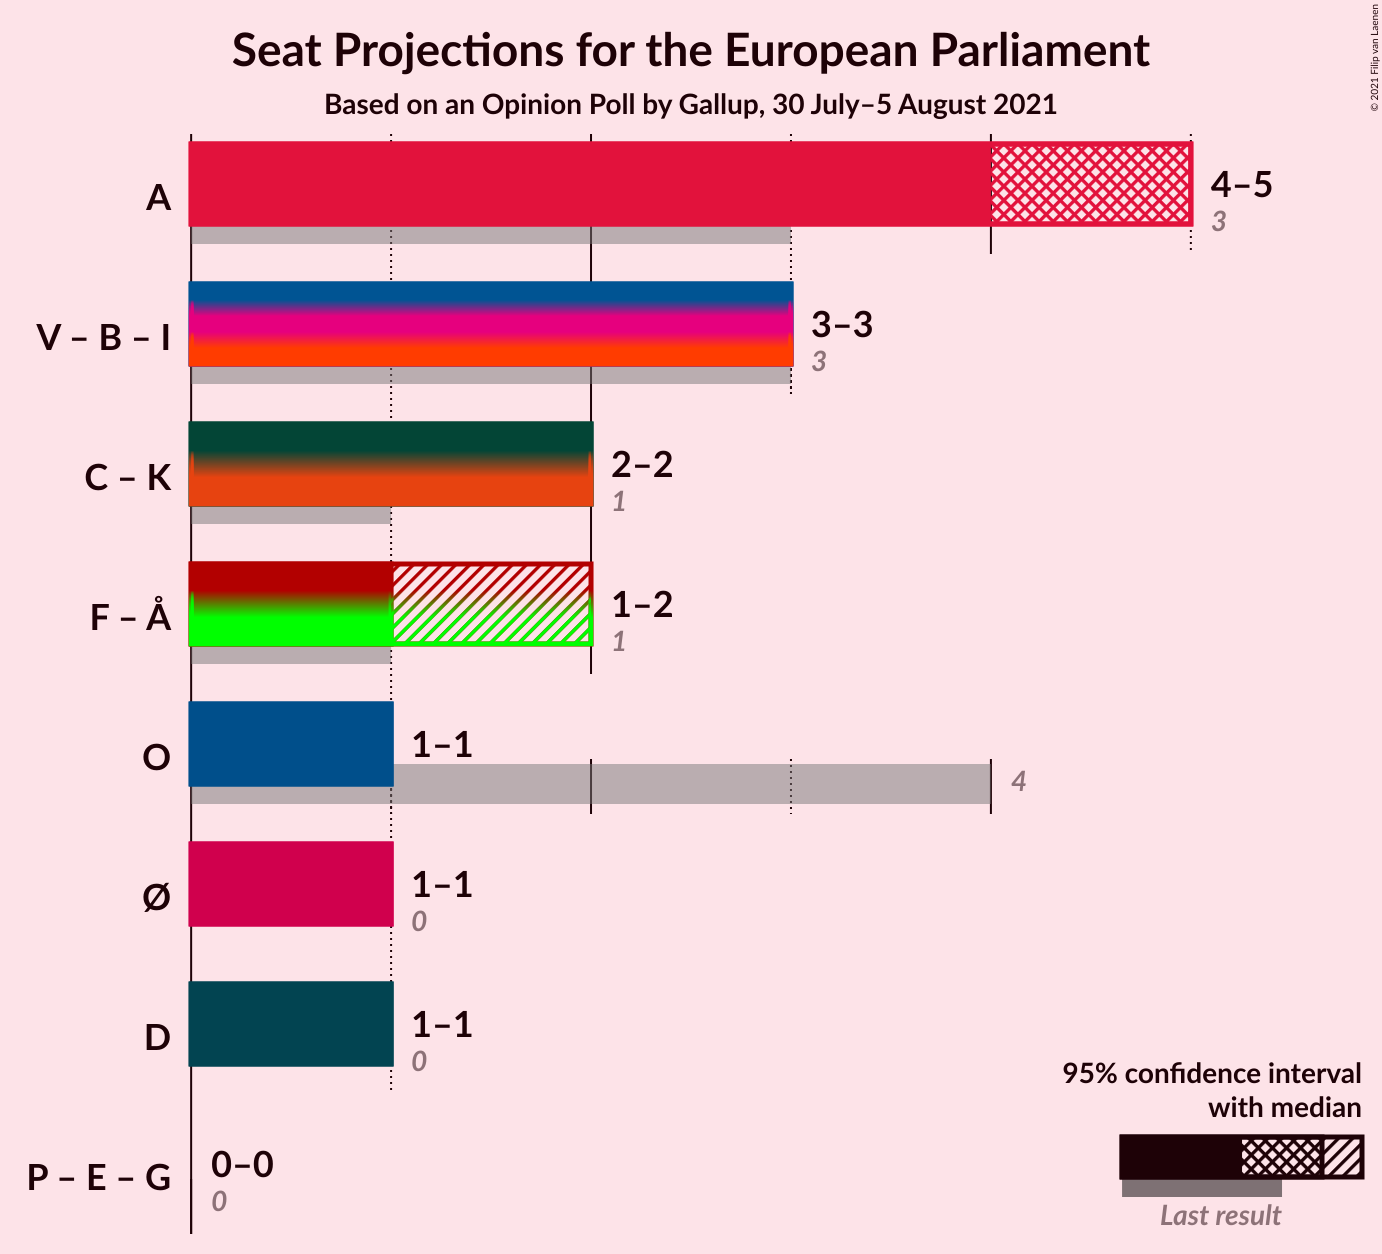 Seat Projections for the European Parliament
Based on an Opinion Poll by Gallup, 30 July–5 August 2021
© 2021 Filip van Laenen
A
4–5
3
V – B – I
3–3
3
C – K
2–2
1
F – Å
1–2
1
O
1–1
4
Ø
1–1
0
D
1–1
0
P – E – G
0–0
0
95% confidence interval
with median
Last result